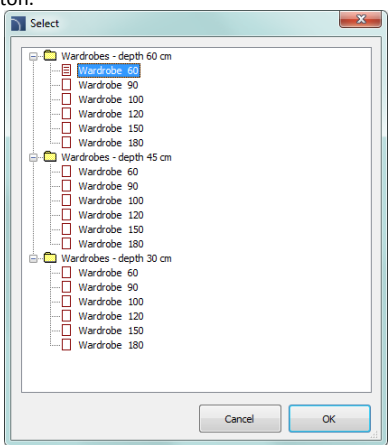 ton.
Select
Wardrobes - depth 60 cm
Wardrobe 60
Wardrobe 90
Wardrobe 100
Wardrobe 120
Wardrobe 150
Wardrobe 180
Wardrobes - depth 45 cm
Wardrobe 60
Wardrobe 90
Wardrobe 100
Wardrobe 120
Wardrobe 150
Wardrobe 180
Wardrobes - depth 30 cm
Wardrobe 60
Wardrobe 90
Wardrobe 100
Wardrobe 120
Wardrobe 150
Wardrobe 180
Cancel OK